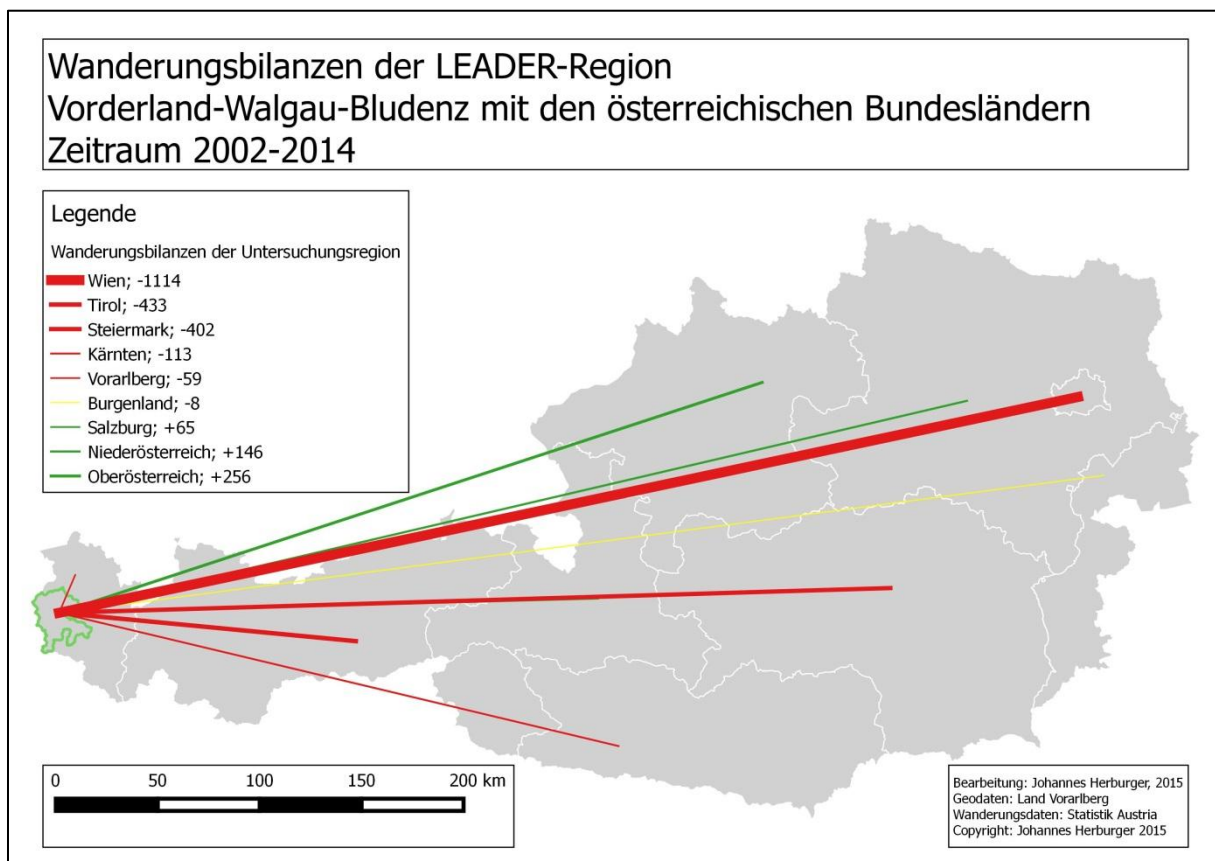 Wanderungsbilanzen der LEADER-Region
Vorderland-Walgau-Bludenz mit den österreichischen Bundesländern
Zeitraum 2002-2014
Legende
Wanderungsbilanzen der Untersuchungsregion
Wien; -1114
Tirol; -433
Steiermark; -402
Kärnten; -113
Vorarlberg; -59
Burgenland; -8
Salzburg; +65
Niederösterreich; +146
Oberösterreich; +256
0 50 100 150 200 km
Bearbeitung: Johannes Herburger, 2015
Geodaten: Land Vorarlberg
Wanderungsdaten: Statistik Austria
Copyright: Johannes Herburger 2015